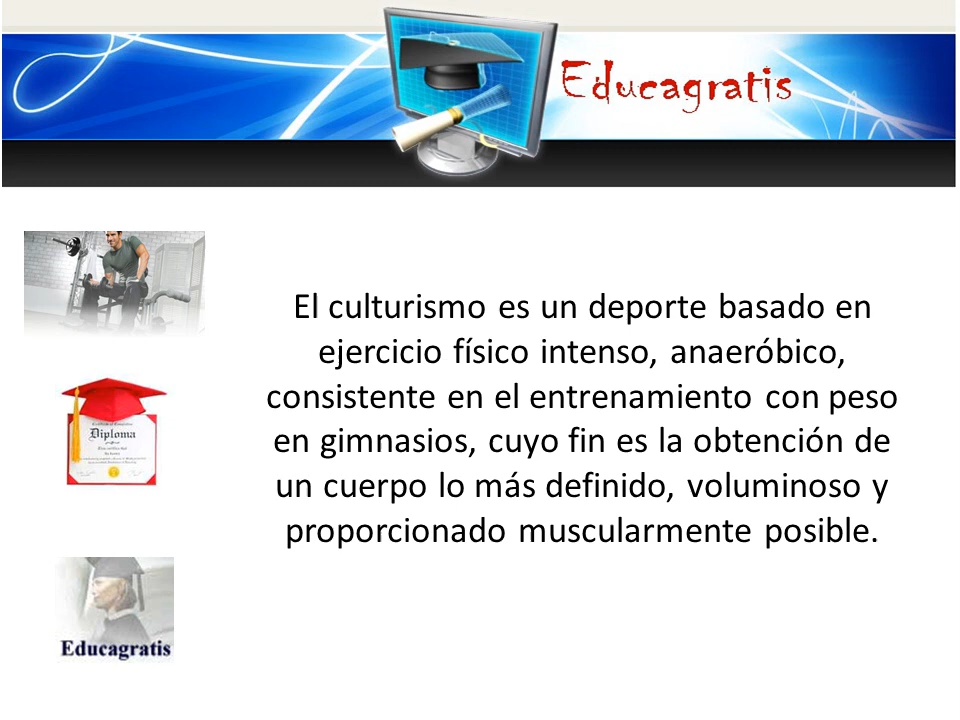 Educagratis
El culturismo es un deporte basado en
ejercicio físico intenso, anaeróbico,
consistente en el entrenamiento con peso
en gimnasios, cuyo fin es la obtención de
un cuerpo lo más definido, voluminoso y
proporcionado muscularmente posible.
Diploma
Educagratis